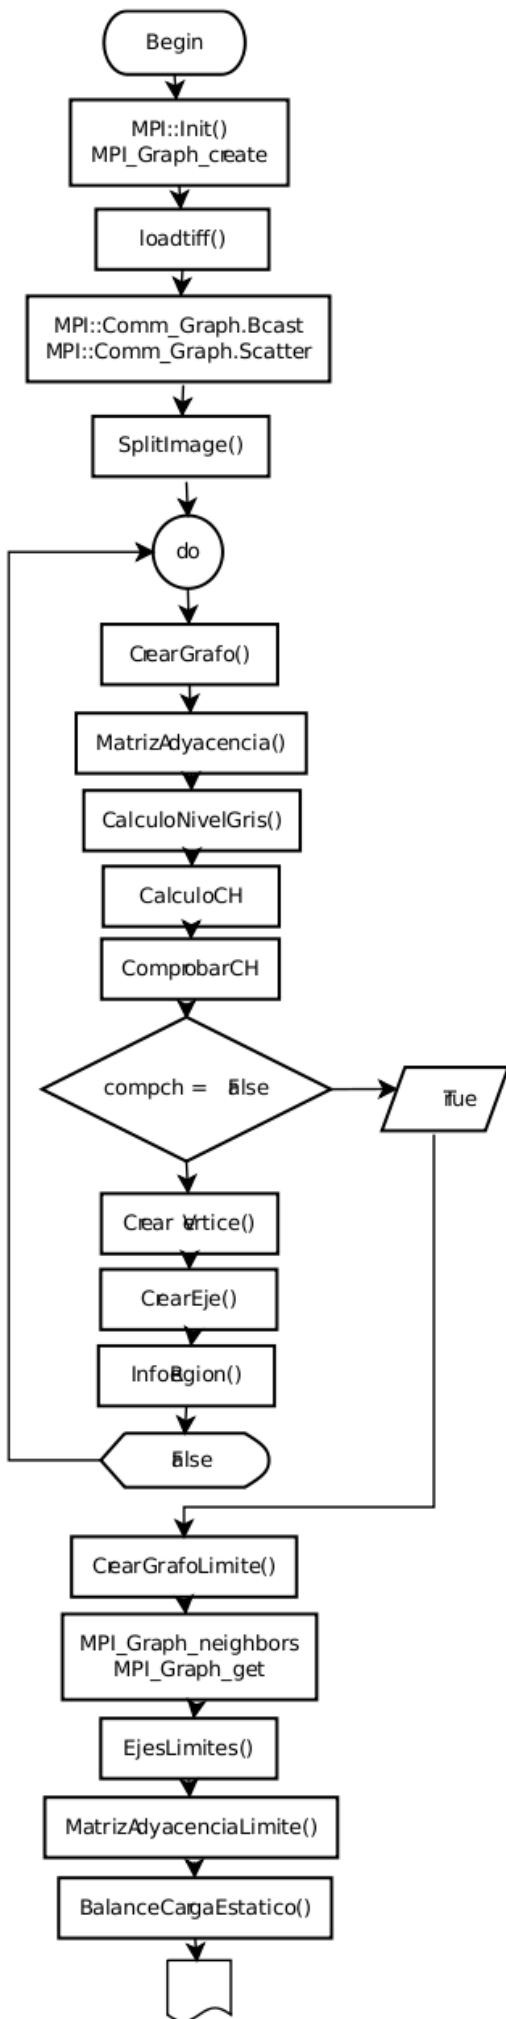 Begin
MPI::Init()
MPI_Graph_create
loadtiff()
MPI::Comm_Graph.Bcast
MPI::Comm_Graph.Scatter
SplitImage()
do
CrearGrafo()
MatrizAdyacencia()
CalculoNivelGris()
CalculoCH
ComprobarCH
compch = False
True
Crear Vertice()
CrearEje()
InfoRegion()
False
CrearGrafoLimite()
MPI_Graph_neighbors
MPI_Graph_get
EjesLimites()
MatrizAdyacenciaLimite()
BalanceCargaEstatico()